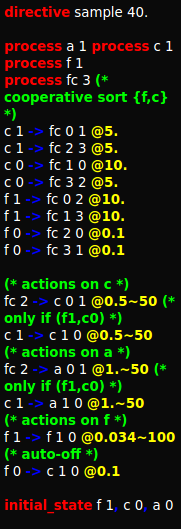 directive sample 40.

process a 1 process c 1
process f 1
process fc 3 (*
cooperative sort {f,c}
*)
c 1 -> fc 0 1 @5.
c 1 -> fc 2 3 @5.
c 0 -> fc 1 0 @10.
c 0 -> fc 3 2 @5.
f 1 -> fc 0 2 @10.
f 1 -> fc 1 3 @10.
f 0 -> fc 2 0 @0.1
f 0 -> fc 3 1 @0.1

(* actions on c *)
fc 2 -> c 0 1 @0.5~50 (*
only if (f1,c0) *)
c 1 -> c 1 0 @0.5~50
(* actions on a *)
fc 2 -> a 0 1 @1.~50 (*
only if (f1,c0) *)
c 1 -> a 1 0 @1.~50
(* actions on f *)
f 1 -> f 1 0 @0.034~100
(* auto-off *)
f 0 -> c 1 0 @0.1

initial_state f 1, c 0, a 0